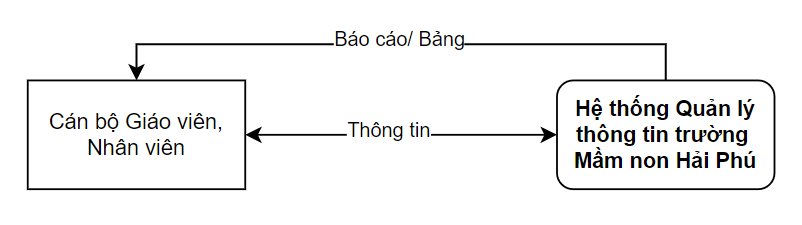 Báo cáo/ Bảng
Cán bộ Giáo viên,
Nhân viên
Thông tin
Hệ thống Quản lý
thông tin trường
Mầm non Hải Phú